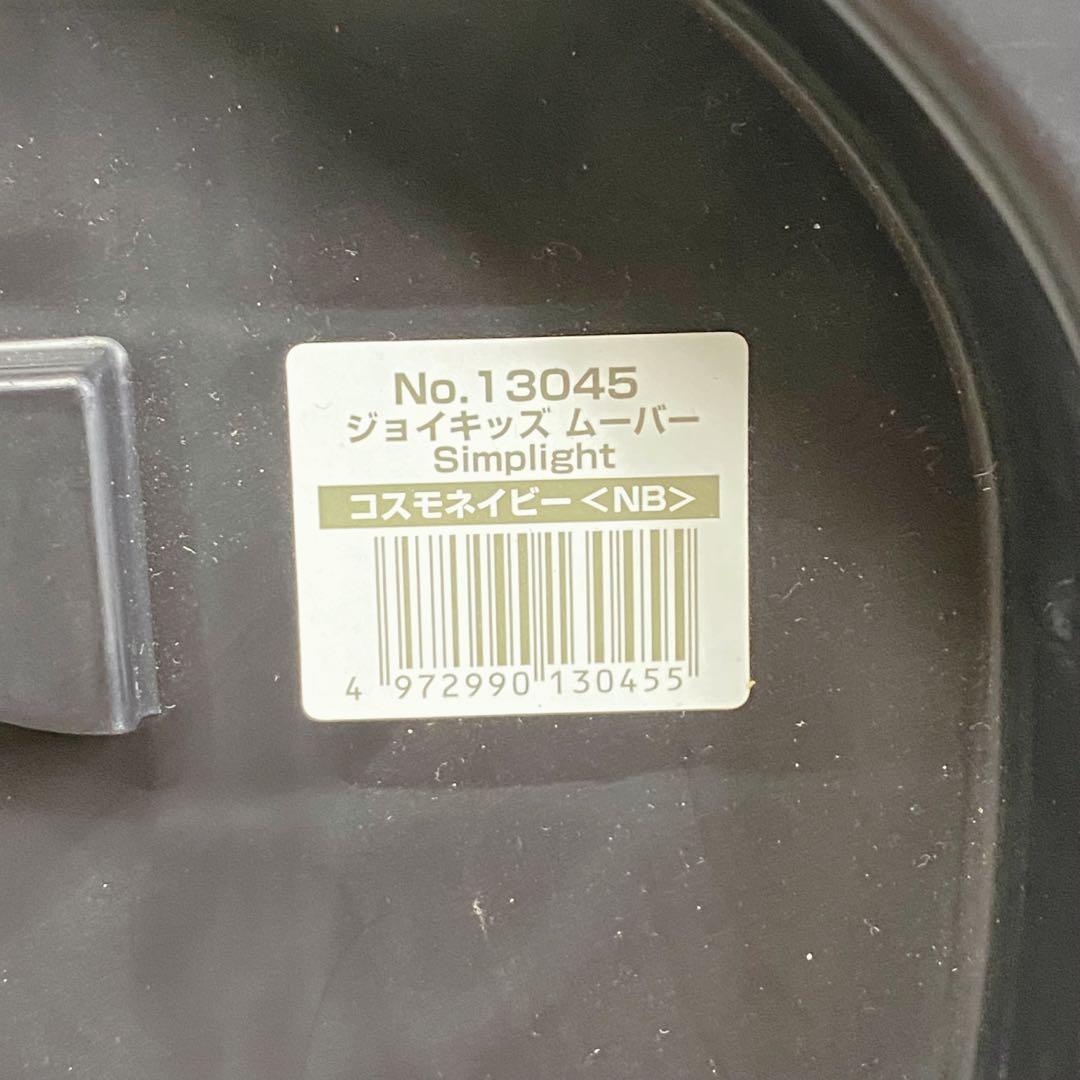 No.13045
ジョイキッズ ムーバー
Simplight
コスモネイビー<NB>
4 972990 130455